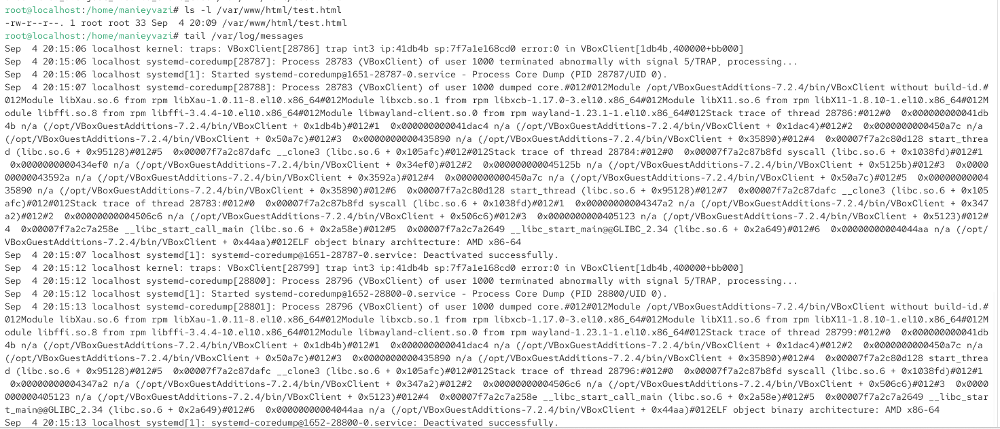 root@localhost:/home/manieyvazi# ls -l /var/www/html/test.html
-rw-r--r--. 1 root root 33 Sep  4 20:09 /var/www/html/test.html
root@localhost:/home/manieyvazi# tail /var/log/messages
Sep  4 20:15:06 localhost kernel: traps: VBoxClient[28786] trap int3 ip:41db4b sp:7f7a1e168cd0 error:0 in VBoxClient[1db4b,400000+bb000]
Sep  4 20:15:06 localhost systemd-coredump[28787]: Process 28783 (VBoxClient) of user 1000 terminated abnormally with signal 5/TRAP, processing...
Sep  4 20:15:06 localhost systemd[1]: Started systemd-coredump@1651-28787-0.service - Process Core Dump (PID 28787/UID 0).
Sep  4 20:15:07 localhost systemd-coredump[28788]: Process 28783 (VBoxClient) of user 1000 dumped core.#012#012Module /opt/VBoxGuestAdditions-7.2.4/bin/VBoxClient without build-id.#
012Module libXau.so.6 from rpm libXau-1.0.11-8.el10.x86_64#012Module libxcb.so.1 from rpm libxcb-1.17.0-3.el10.x86_64#012Module libX11.so.6 from rpm libX11-1.8.10-1.el10.x86_64#012M
odule libffi.so.8 from rpm libffi-3.4.4-10.el10.x86_64#012Module libwayland-client.so.0 from rpm wayland-1.23.1-1.el10.x86_64#012Stack trace of thread 28786:#012#0  0x000000000041db
4b n/a (/opt/VBoxGuestAdditions-7.2.4/bin/VBoxClient + 0x1db4b)#012#1  0x000000000041dac4 n/a (/opt/VBoxGuestAdditions-7.2.4/bin/VBoxClient + 0x1dac4)#012#2  0x0000000000450a7c n/a
(/opt/VBoxGuestAdditions-7.2.4/bin/VBoxClient + 0x50a7c)#012#3  0x0000000000435890 n/a (/opt/VBoxGuestAdditions-7.2.4/bin/VBoxClient + 0x35890)#012#4  0x00007f7a2c80d128 start_threa
d (libc.so.6 + 0x95128)#012#5  0x00007f7a2c87dafc __clone3 (libc.so.6 + 0x105afc)#012#012Stack trace of thread 28784:#012#0  0x00007f7a2c87b8fd syscall (libc.so.6 + 0x1038fd)#012#1
 0x0000000000434ef0 n/a (/opt/VBoxGuestAdditions-7.2.4/bin/VBoxClient + 0x34ef0)#012#2  0x000000000045125b n/a (/opt/VBoxGuestAdditions-7.2.4/bin/VBoxClient + 0x5125b)#012#3  0x0000
00000043592a n/a (/opt/VBoxGuestAdditions-7.2.4/bin/VBoxClient + 0x3592a)#012#4  0x0000000000450a7c n/a (/opt/VBoxGuestAdditions-7.2.4/bin/VBoxClient + 0x50a7c)#012#5  0x00000000004
35890 n/a (/opt/VBoxGuestAdditions-7.2.4/bin/VBoxClient + 0x35890)#012#6  0x00007f7a2c80d128 start_thread (libc.so.6 + 0x95128)#012#7  0x00007f7a2c87dafc __clone3 (libc.so.6 + 0x105
afc)#012#012Stack trace of thread 28783:#012#0  0x00007f7a2c87b8fd syscall (libc.so.6 + 0x1038fd)#012#1  0x00000000004347a2 n/a (/opt/VBoxGuestAdditions-7.2.4/bin/VBoxClient + 0x347
a2)#012#2  0x00000000004506c6 n/a (/opt/VBoxGuestAdditions-7.2.4/bin/VBoxClient + 0x506c6)#012#3  0x0000000000405123 n/a (/opt/VBoxGuestAdditions-7.2.4/bin/VBoxClient + 0x5123)#012#
4  0x00007f7a2c7a258e __libc_start_call_main (libc.so.6 + 0x2a58e)#012#5  0x00007f7a2c7a2649 __libc_start_main@@GLIBC_2.34 (libc.so.6 + 0x2a649)#012#6  0x00000000004044aa n/a (/opt/
VBoxGuestAdditions-7.2.4/bin/VBoxClient + 0x44aa)#012ELF object binary architecture: AMD x86-64
Sep  4 20:15:07 localhost systemd[1]: systemd-coredump@1651-28787-0.service: Deactivated successfully.
Sep  4 20:15:12 localhost kernel: traps: VBoxClient[28799] trap int3 ip:41db4b sp:7f7a1e168cd0 error:0 in VBoxClient[1db4b,400000+bb000]
Sep  4 20:15:12 localhost systemd-coredump[28800]: Process 28796 (VBoxClient) of user 1000 terminated abnormally with signal 5/TRAP, processing...
Sep  4 20:15:12 localhost systemd[1]: Started systemd-coredump@1652-28800-0.service - Process Core Dump (PID 28800/UID 0).
Sep  4 20:15:13 localhost systemd-coredump[28801]: Process 28796 (VBoxClient) of user 1000 dumped core.#012#012Module /opt/VBoxGuestAdditions-7.2.4/bin/VBoxClient without build-id.#
012Module libXau.so.6 from rpm libXau-1.0.11-8.el10.x86_64#012Module libxcb.so.1 from rpm libxcb-1.17.0-3.el10.x86_64#012Module libX11.so.6 from rpm libX11-1.8.10-1.el10.x86_64#012M
odule libffi.so.8 from rpm libffi-3.4.4-10.el10.x86_64#012Module libwayland-client.so.0 from rpm wayland-1.23.1-1.el10.x86_64#012Stack trace of thread 28799:#012#0  0x000000000041db
4b n/a (/opt/VBoxGuestAdditions-7.2.4/bin/VBoxClient + 0x1db4b)#012#1  0x000000000041dac4 n/a (/opt/VBoxGuestAdditions-7.2.4/bin/VBoxClient + 0x1dac4)#012#2  0x0000000000450a7c n/a
(/opt/VBoxGuestAdditions-7.2.4/bin/VBoxClient + 0x50a7c)#012#3  0x0000000000435890 n/a (/opt/VBoxGuestAdditions-7.2.4/bin/VBoxClient + 0x35890)#012#4  0x00007f7a2c80d128 start_threa
d (libc.so.6 + 0x95128)#012#5  0x00007f7a2c87dafc __clone3 (libc.so.6 + 0x105afc)#012#012Stack trace of thread 28796:#012#0  0x00007f7a2c87b8fd syscall (libc.so.6 + 0x1038fd)#012#1
 0x00000000004347a2 n/a (/opt/VBoxGuestAdditions-7.2.4/bin/VBoxClient + 0x347a2)#012#2  0x00000000004506c6 n/a (/opt/VBoxGuestAdditions-7.2.4/bin/VBoxClient + 0x506c6)#012#3  0x0000
000000405123 n/a (/opt/VBoxGuestAdditions-7.2.4/bin/VBoxClient + 0x5123)#012#4  0x00007f7a2c7a258e __libc_start_call_main (libc.so.6 + 0x2a58e)#012#5  0x00007f7a2c7a2649 __libc_star
t_main@@GLIBC_2.34 (libc.so.6 + 0x2a649)#012#6  0x00000000004044aa n/a (/opt/VBoxGuestAdditions-7.2.4/bin/VBoxClient + 0x44aa)#012ELF object binary architecture: AMD x86-64
Sep  4 20:15:13 localhost systemd[1]: systemd-coredump@1652-28800-0.service: Deactivated successfully.